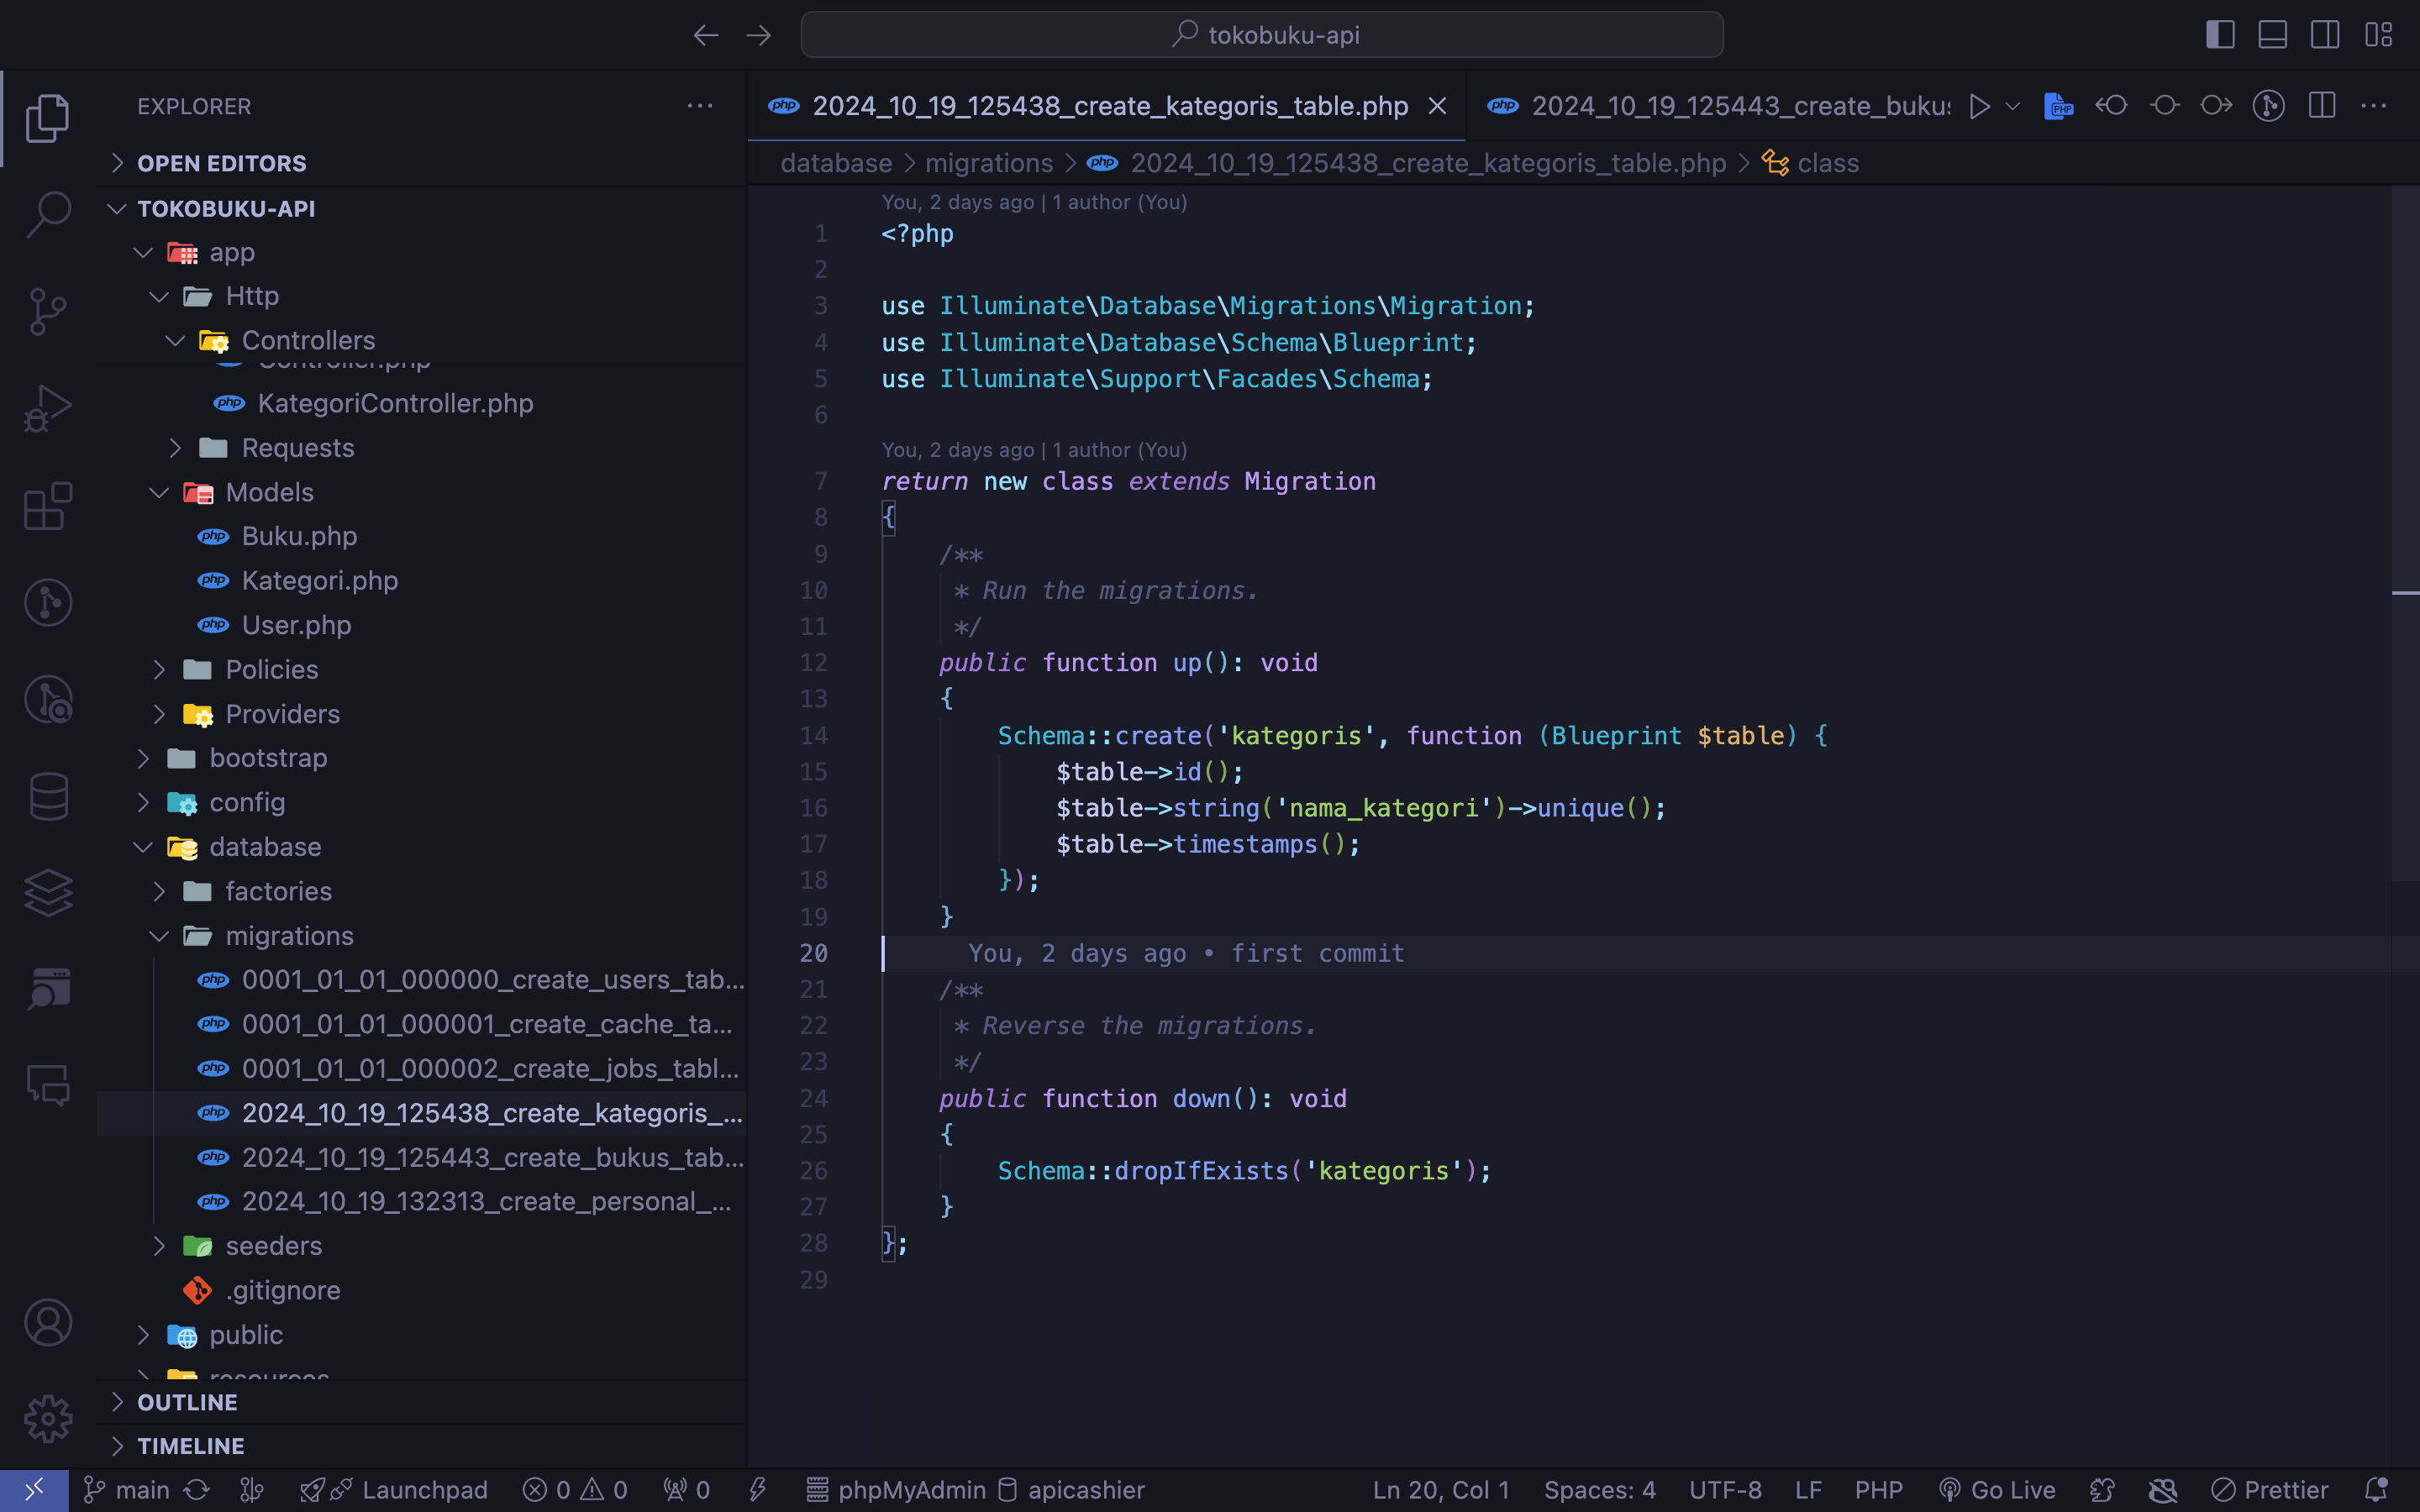 tokobuku-api
EXPLORER
OPEN EDITORS
TOKOBUKU-API
app
Http
Controllers
Controller.php
KategoriController.php
Requests
Models
Buku.php
Kategori.php
User.php
Policies
Providers
bootstrap
config
database
factories
migrations
0001_01_01_000000_create_users_tab...
0001_01_01_000001_create_cache_ta...
0001_01_01_000002_create_jobs_tabl...
2024_10_19_125438_create_kategoris_...
2024_10_19_125443_create_bukus_tab...
2024_10_19_132313_create_personal_...
seeders
.gitignore
public
resources
OUTLINE
TIMELINE
php 2024_10_19_125438_create_kategoris_table.php
php 2024_10_19_125443_create_bukus
database > migrations > php 2024_10_19_125438_create_kategoris_table.php > class
You, 2 days ago | 1 author (You)
1 <?php
2
3 use Illuminate\Database\Migrations\Migration;
4 use Illuminate\Database\Schema\Blueprint;
5 use Illuminate\Support\Facades\Schema;
6
You, 2 days ago | 1 author (You)
7 return new class extends Migration
8 {
9     /**
10      * Run the migrations.
11      */
12     public function up(): void
13     {
14         Schema::create('kategoris', function (Blueprint $table) {
15             $table->id();
16             $table->string('nama_kategori')->unique();
17             $table->timestamps();
18         });
19     }
20       You, 2 days ago • first commit
21     /**
22      * Reverse the migrations.
23      */
24     public function down(): void
25     {
26         Schema::dropIfExists('kategoris');
27     }
28 };
29
main Launchpad 0 0 0 phpMyAdmin apicashier Ln 20, Col 1 Spaces: 4 UTF-8 LF PHP Go Live Prettier